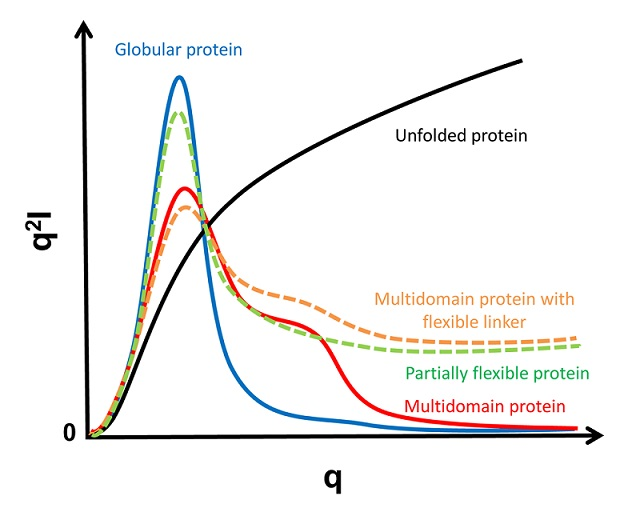 Globular protein
Unfolded protein
q²I
Multidomain protein with
flexible linker
Partially flexible protein
Multidomain protein
0
q